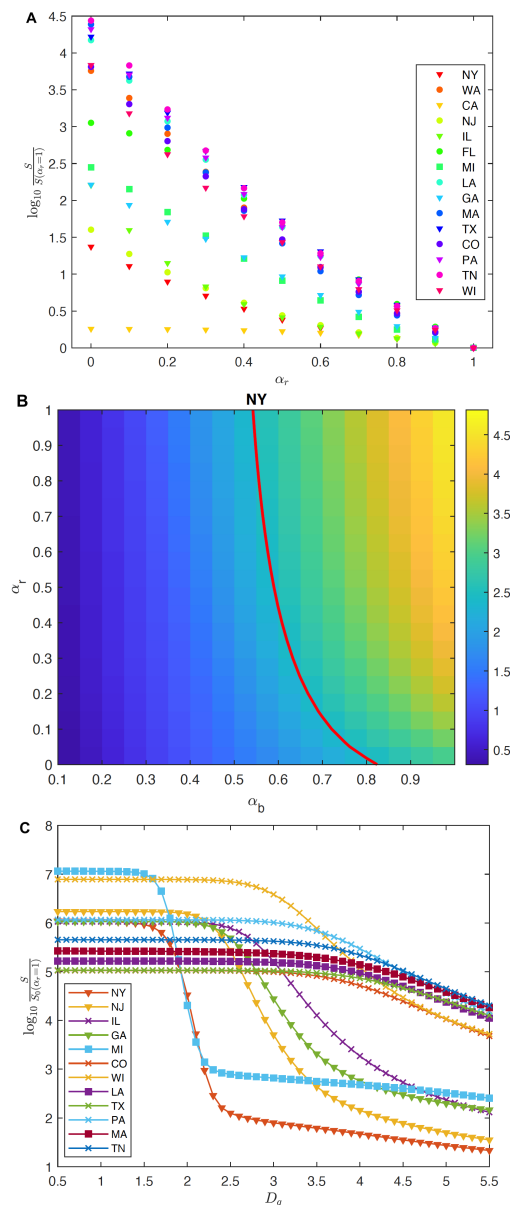 A
4.5
4
3.5
3
2.5
2
1.5
1
0.5
0
log10 S/S(αr=1)
0
0.2
0.4
0.6
0.8
1
αr
NY
WA
CA
NJ
IL
FL
MI
LA
GA
MA
TX
CO
PA
TN
WI
B
NY
1
0.9
0.8
0.7
0.6
0.5
0.4
0.3
0.2
0.1
0
αr
0.1
0.2
0.3
0.4
0.5
0.6
0.7
0.8
0.9
αb
4.5
4
3.5
3
2.5
2
1.5
1
0.5
C
8
7
6
5
4
3
2
1
log10 S/S0(αr=1)
NY
NJ
IL
GA
MI
CO
WI
LA
TX
PA
MA
TN
0.5
1
1.5
2
2.5
3
3.5
4
4.5
5
5.5
Da